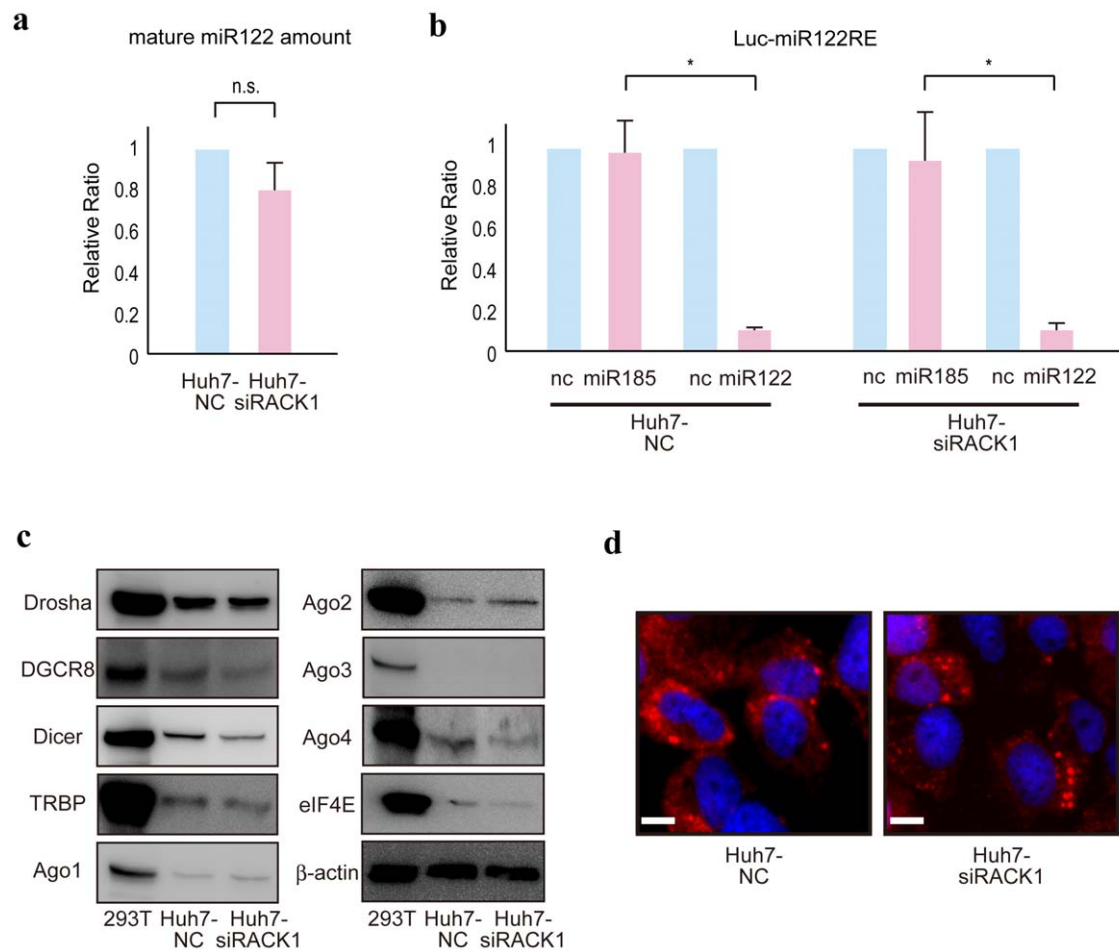 a
mature miR122 amount
n.s.
Relative Ratio
1
0.8
0.6
0.4
0.2
0
Huh7-
NC
Huh7-
siRACK1
b
Luc-miR122RE
*
*
Relative Ratio
1
0.8
0.6
0.4
0.2
0
nc miR185 nc miR122 nc miR185 nc miR122
Huh7-
NC
Huh7-
siRACK1
c
Drosha
DGCR8
Dicer
TRBP
Ago1
293T Huh7-
NC
Huh7-
siRACK1
Ago2
Ago3
Ago4
eIF4E
β-actin
293T Huh7-
NC
Huh7-
siRACK1
d
Huh7-
NC
Huh7-
siRACK1